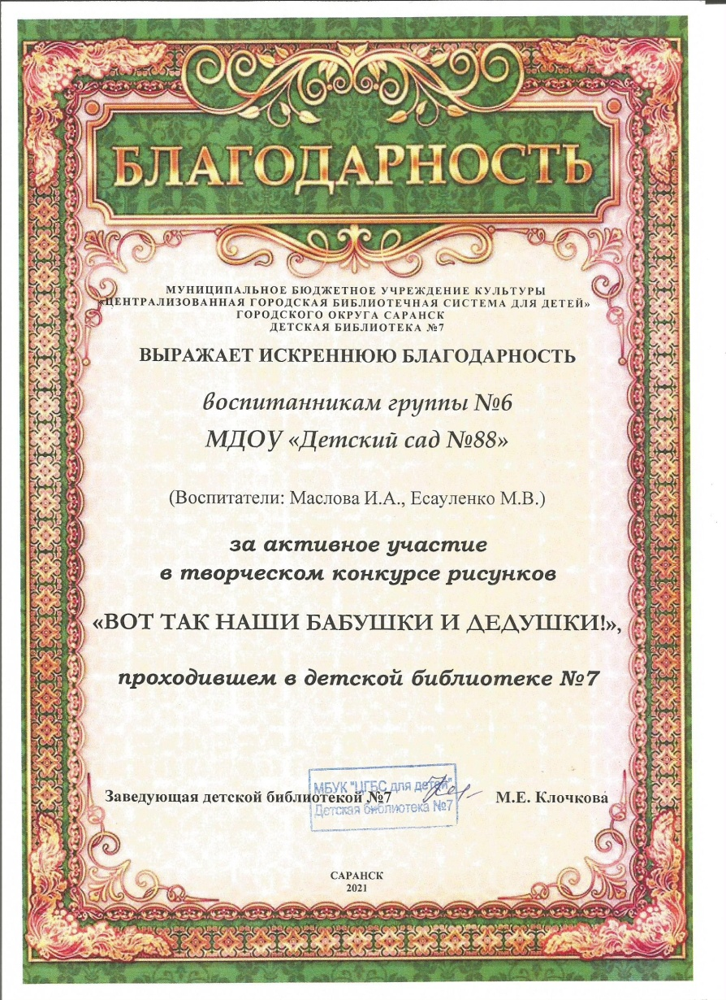 БЛАГОДАРНОСТЬ
МУНИЦИПАЛЬНОЕ БЮДЖЕТНОЕ УЧРЕЖДЕНИЕ КУЛЬТУРЫ
«ЦЕНТРАЛИЗОВАННАЯ ГОРОДСКАЯ БИБЛИОТЕЧНАЯ СИСТЕМА ДЛЯ ДЕТЕЙ»
ГОРОДСКОГО ОКРУГА САРАНСК
ДЕТСКАЯ БИБЛИОТЕКА №7
ВЫРАЖАЕТ ИСКРЕННЮЮ БЛАГОДАРНОСТЬ
воспитанникам группы №6
МДОУ «Детский сад №88»
(Воспитатели: Маслова И.А., Есауленко М.В.)
за активное участие
в творческом конкурсе рисунков
«ВОТ ТАК НАШИ БАБУШКИ И ДЕДУШКИ!»,
проходившем в детской библиотеке №7
МБУК "ЦГБС для детей"
Детская библиотека №7
Заведующая детской библиотекой №7 М.Е. Клочкова
САРАНСК
2021